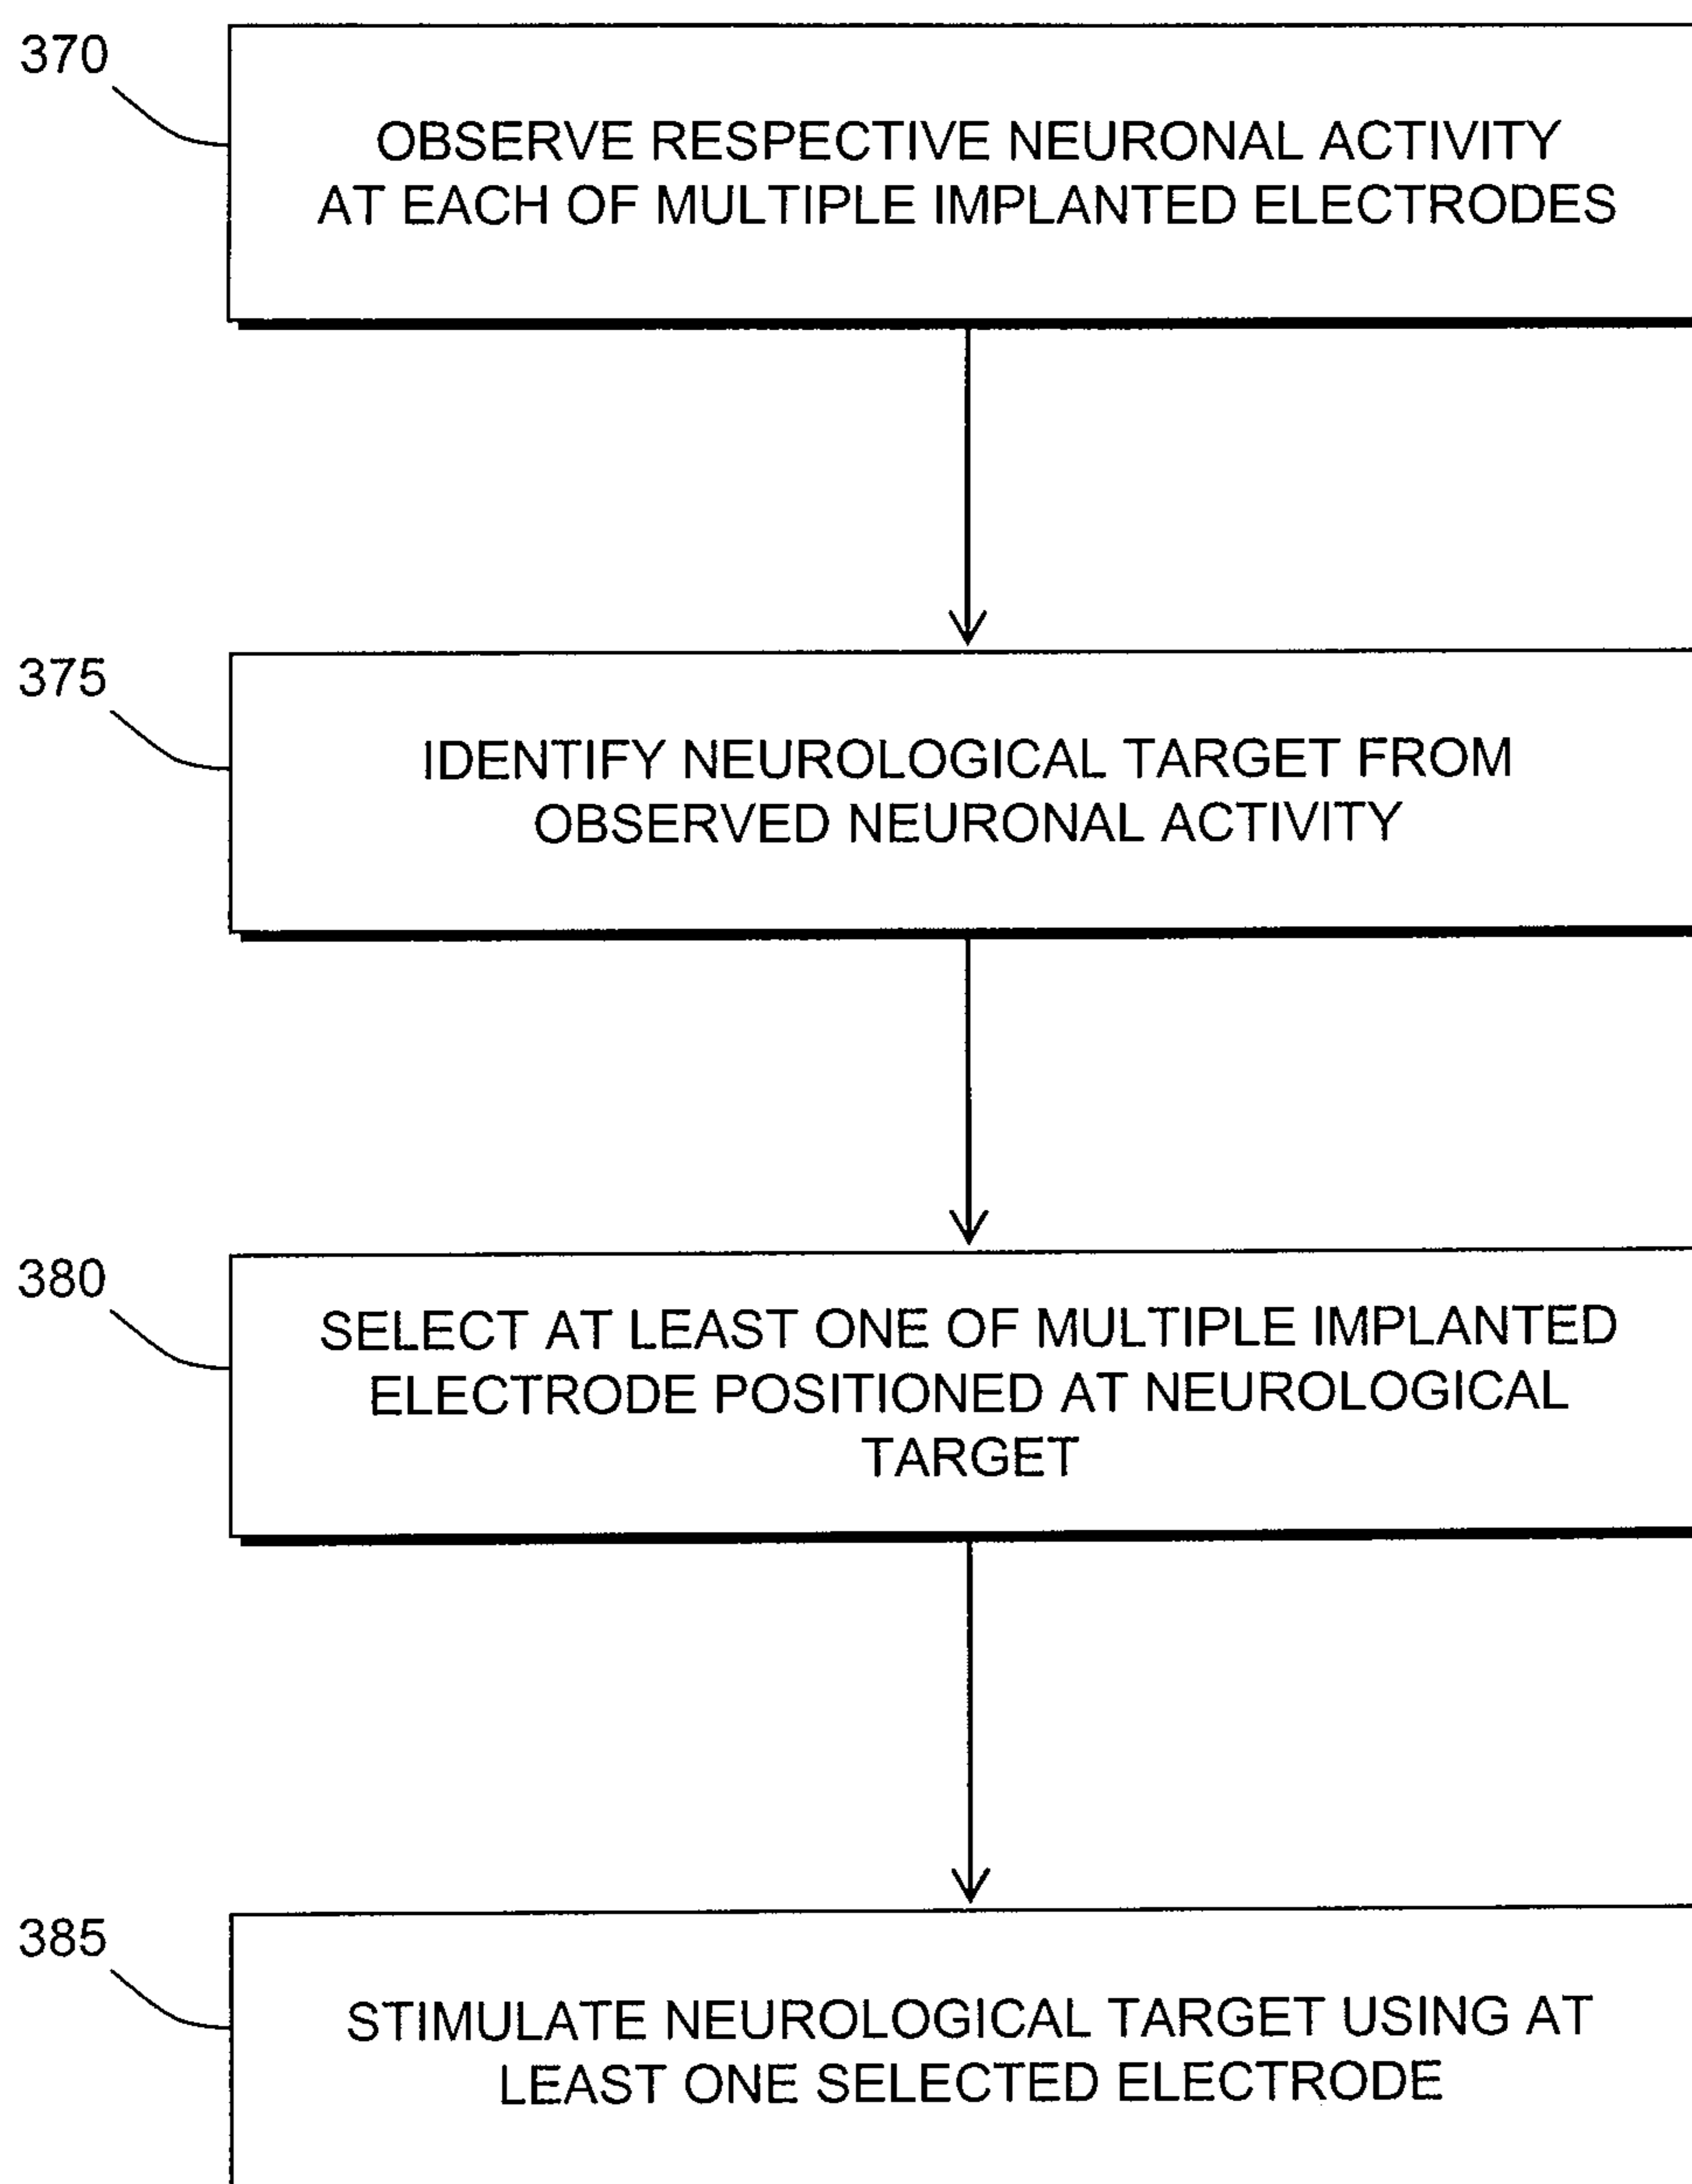 370
OBSERVE RESPECTIVE NEURONAL ACTIVITY
AT EACH OF MULTIPLE IMPLANTED ELECTRODES
375
IDENTIFY NEUROLOGICAL TARGET FROM
OBSERVED NEURONAL ACTIVITY
380
SELECT AT LEAST ONE OF MULTIPLE IMPLANTED
ELECTRODE POSITIONED AT NEUROLOGICAL
TARGET
385
STIMULATE NEUROLOGICAL TARGET USING AT
LEAST ONE SELECTED ELECTRODE